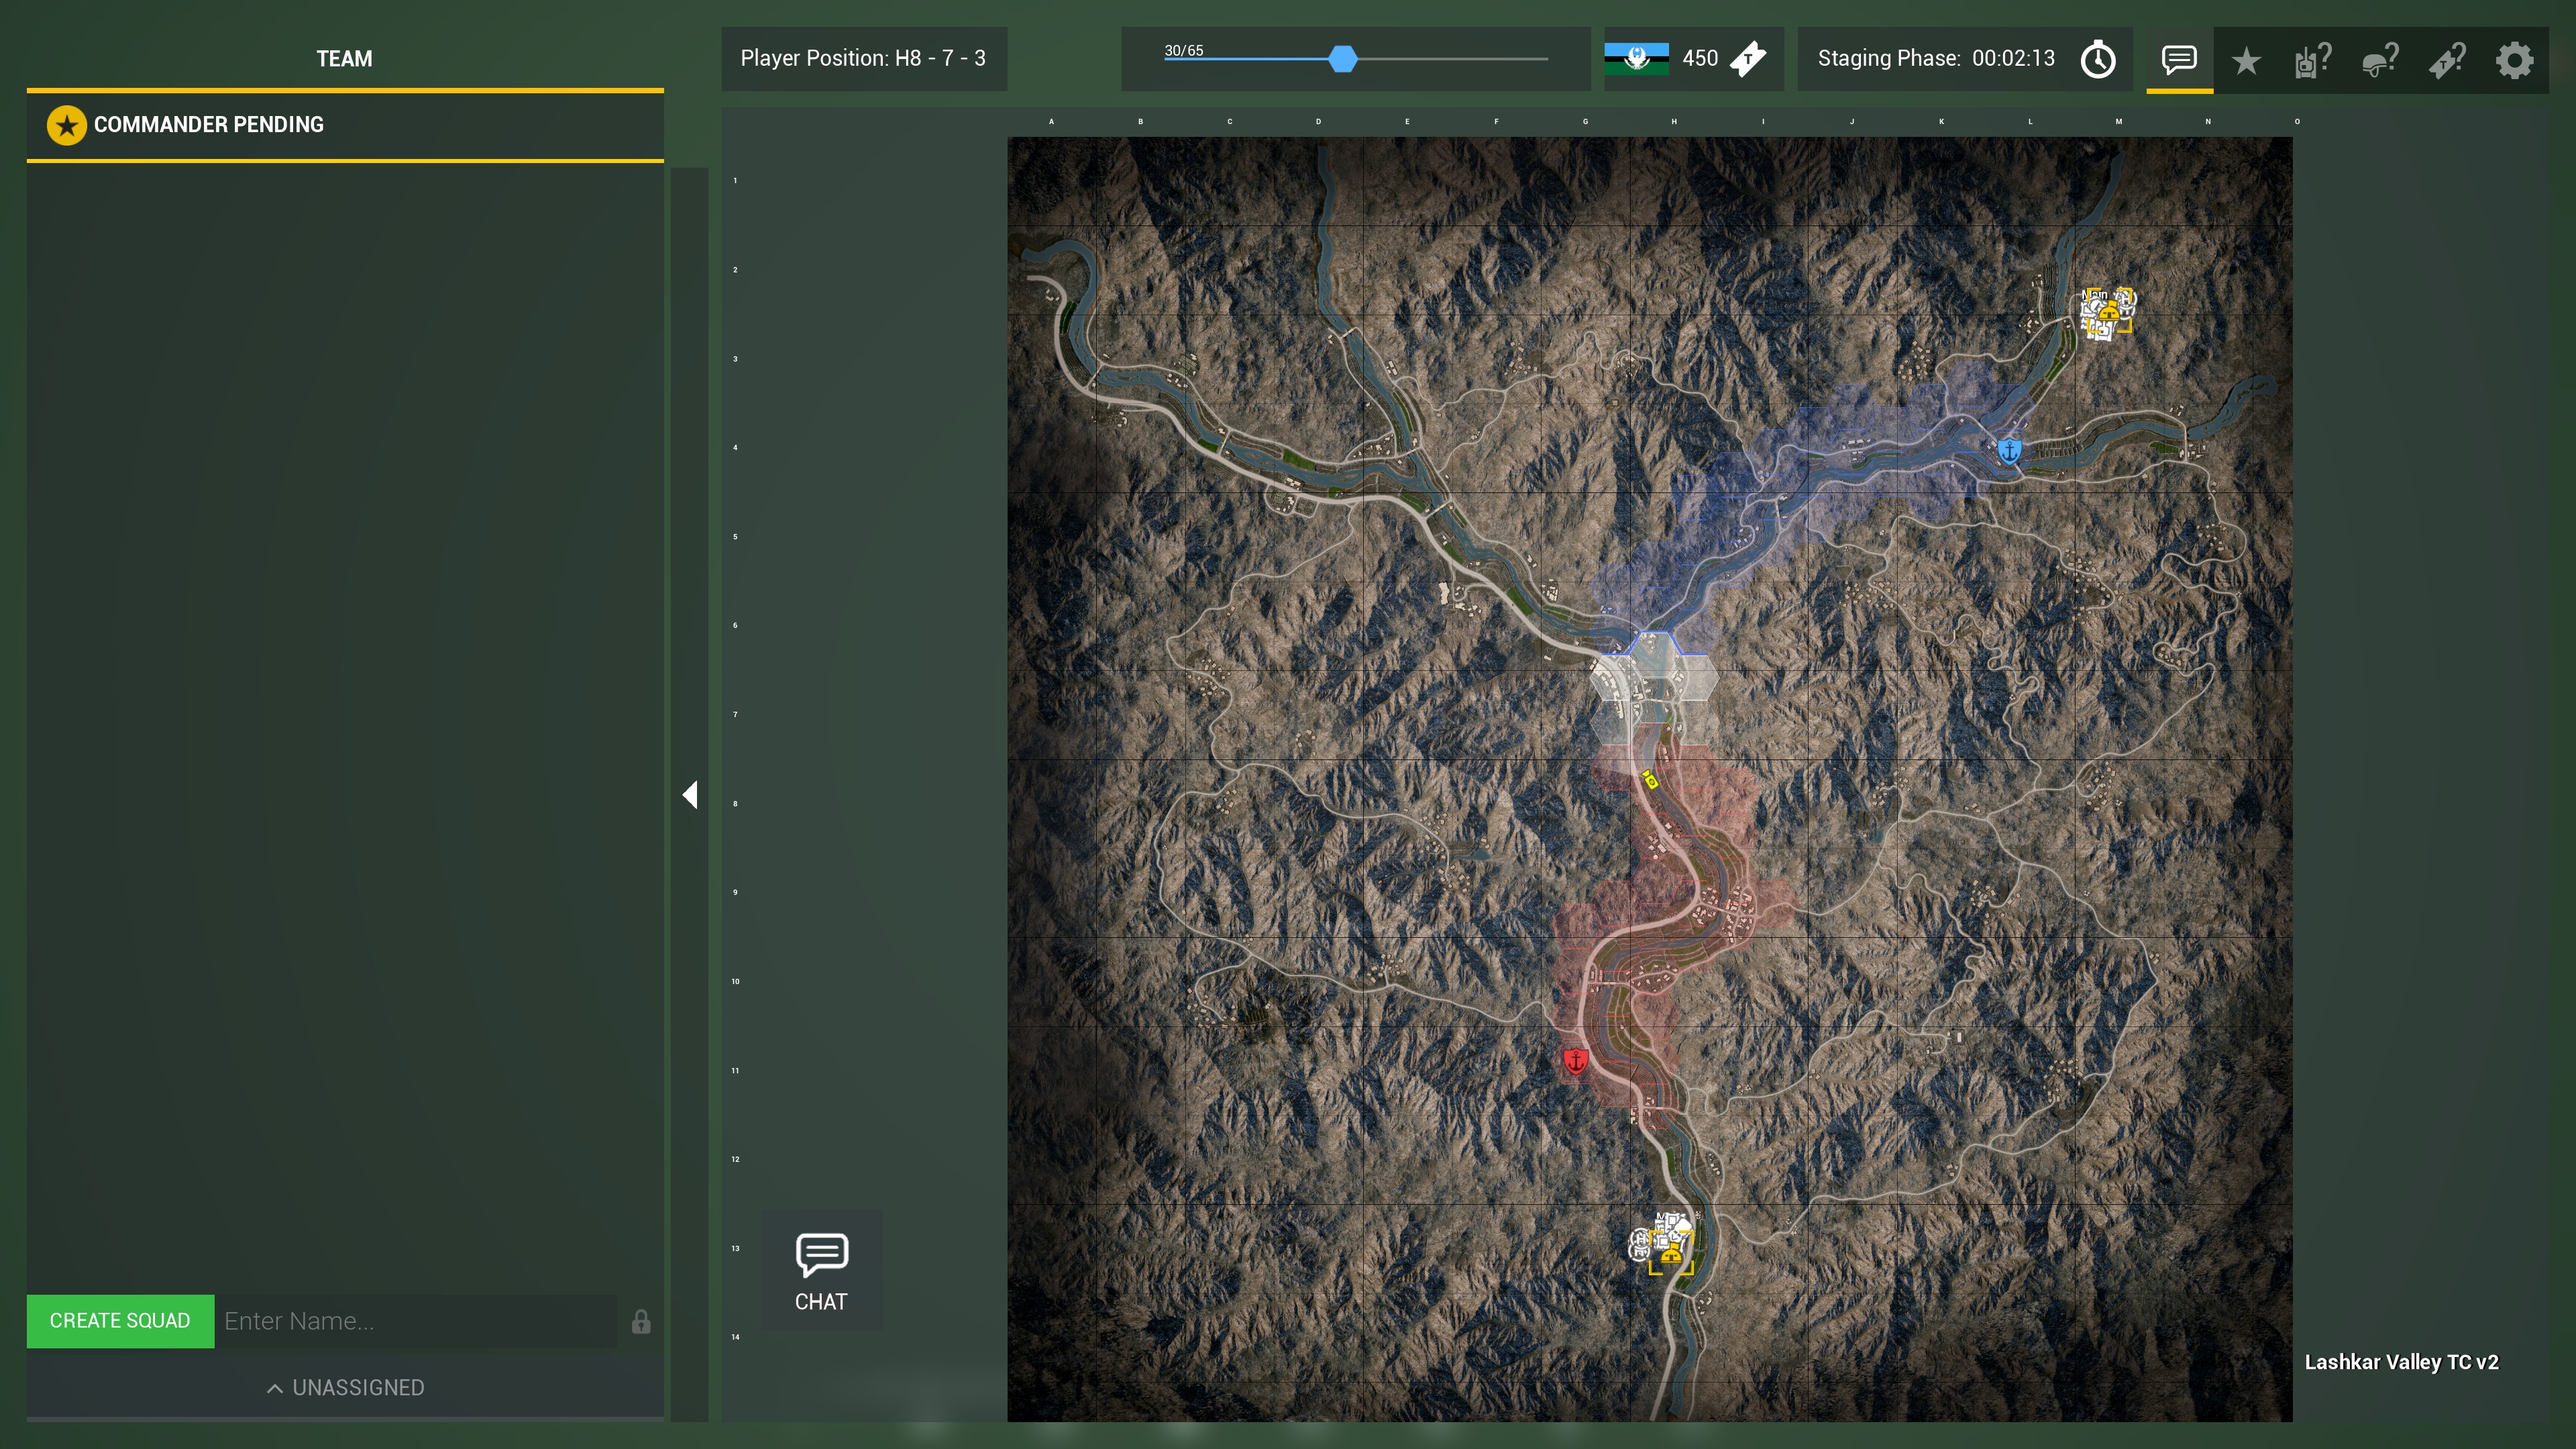 TEAM
Player Position: H8 - 7 - 3
30/65
450
T
Staging Phase: 00:02:13
?
?
T?
COMMANDER PENDING
A B C D E F G H I J K L M N O
1
2
Main
3
4
5
6
7
8
9
10
11
12
13
14
CHAT
CREATE SQUAD
Enter Name...
UNASSIGNED
Lashkar Valley TC v2